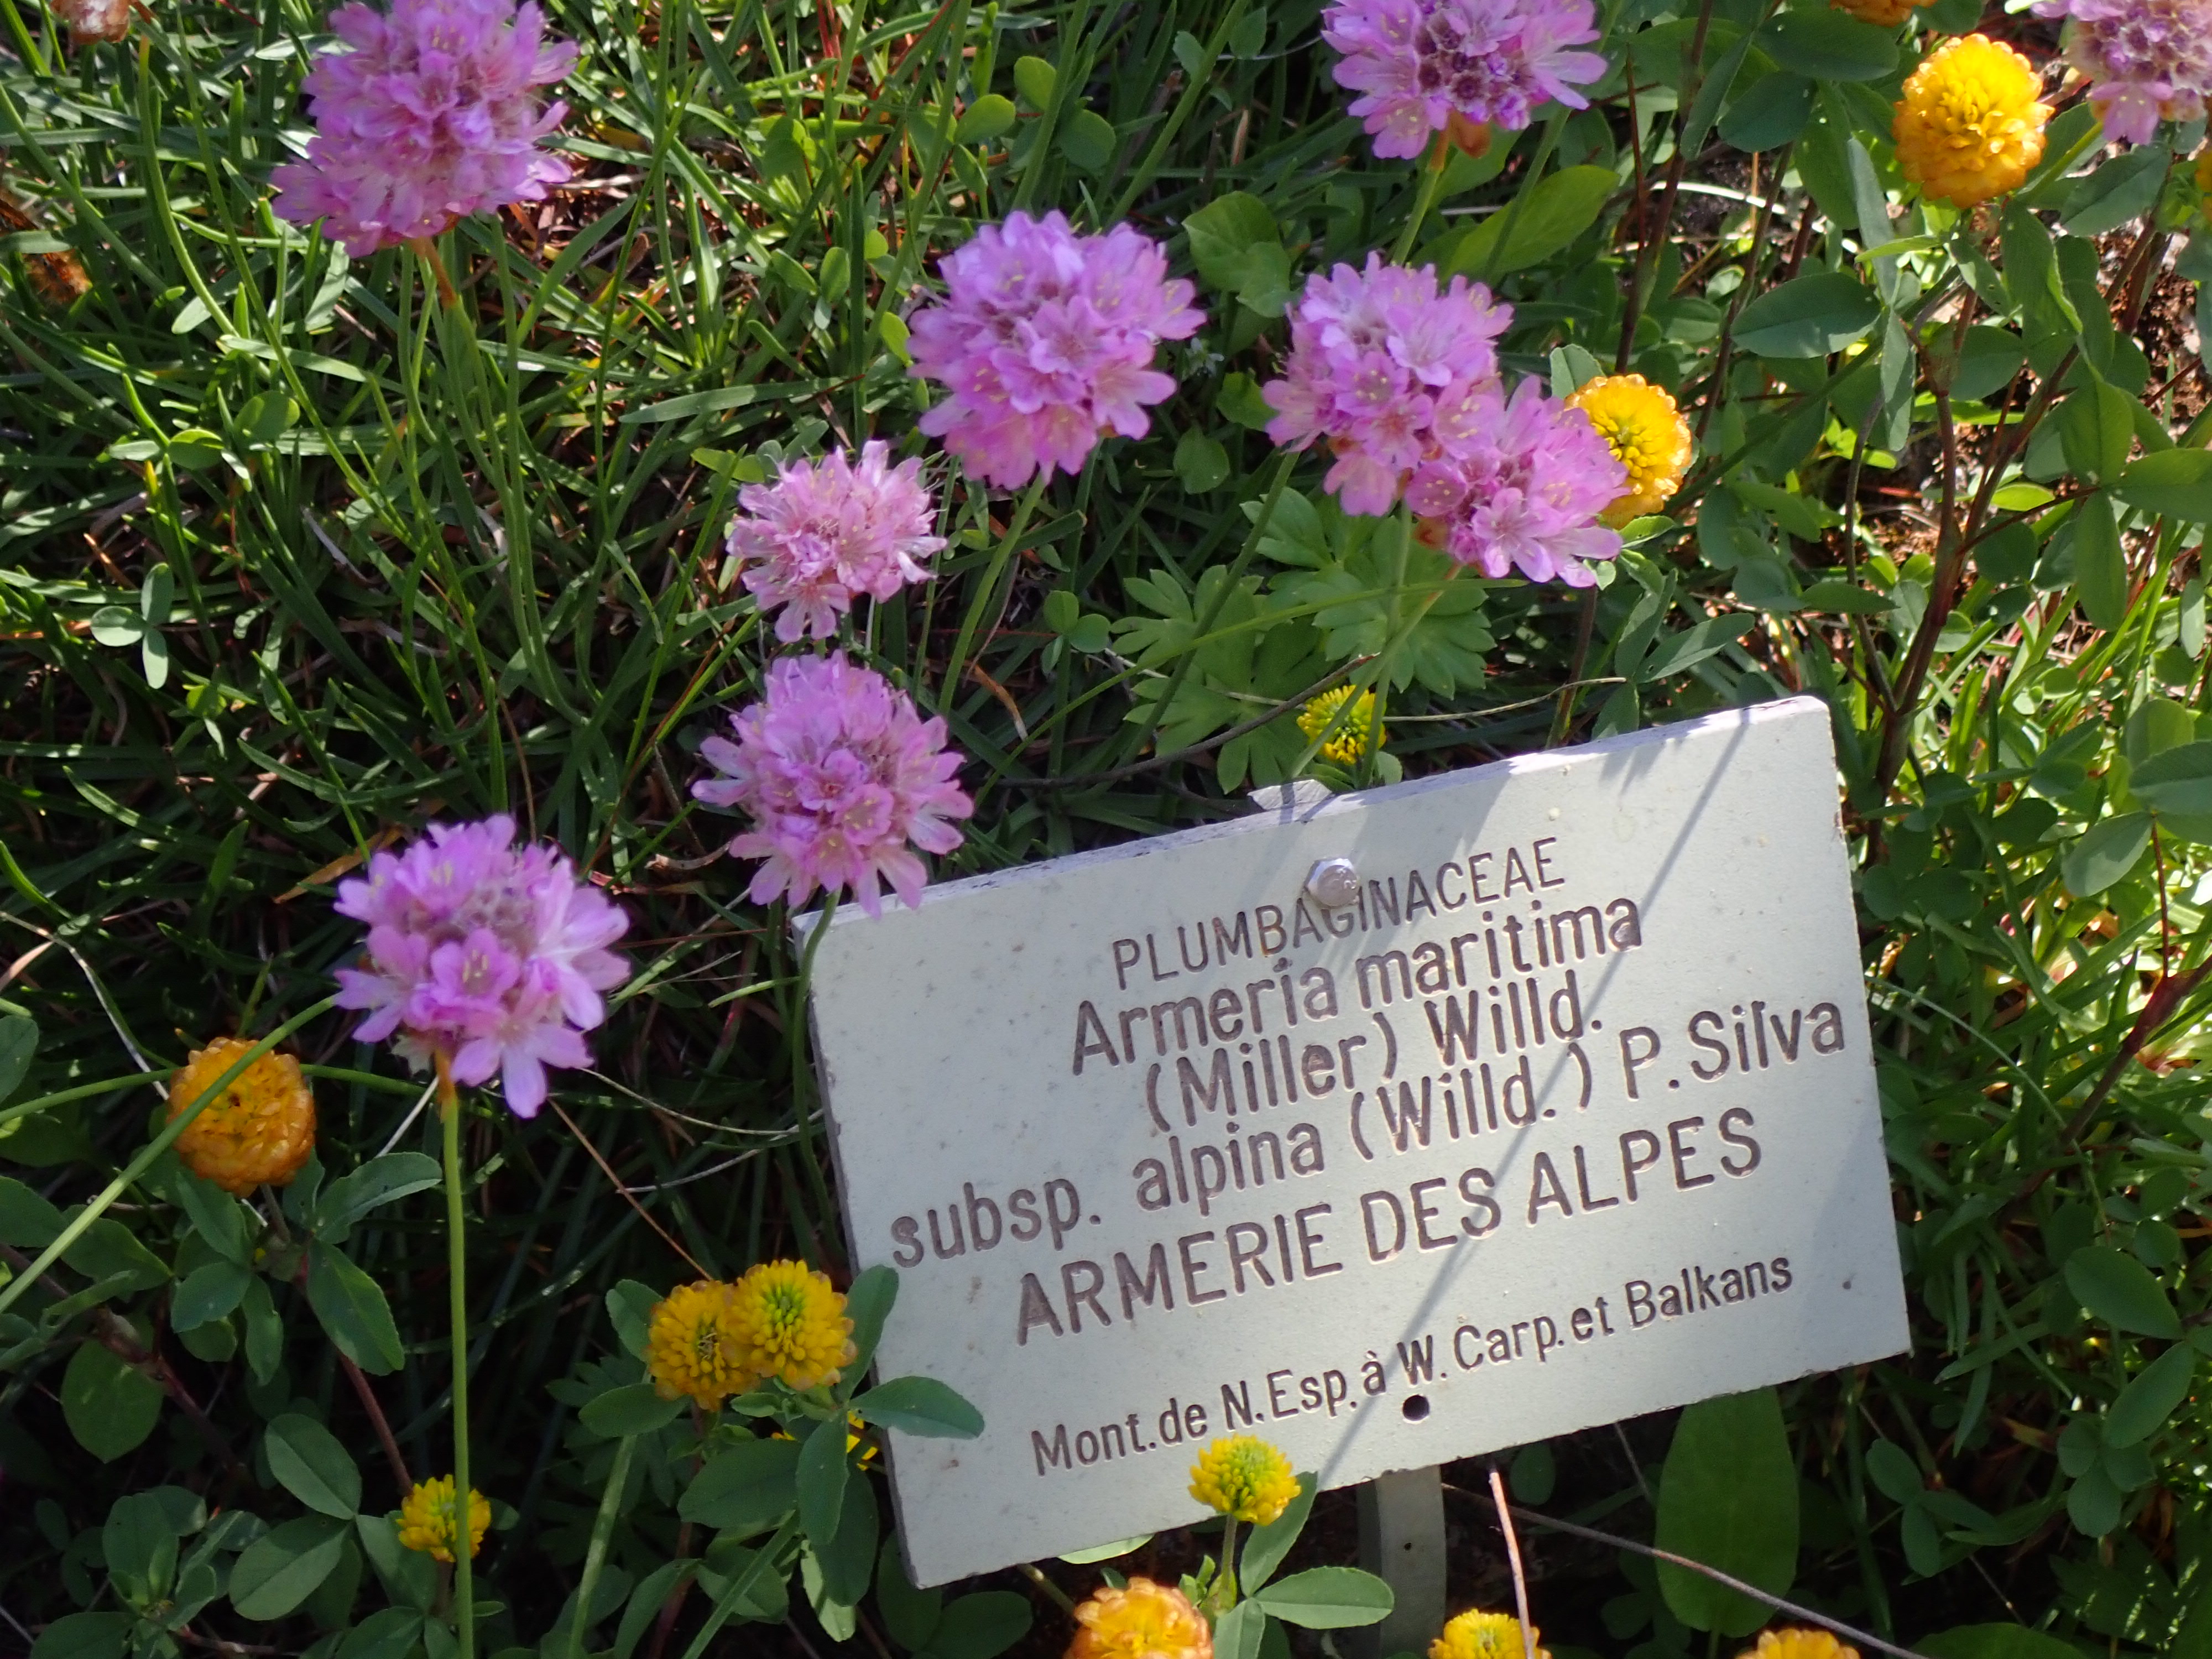 PLUMBAGINACEAE
Armeria maritima
(Miller) Willd.
subsp. alpina (Willd.) P. Silva
ARMERIE DES ALPES
Mont. de N. Esp. à W. Carp. et Balkans